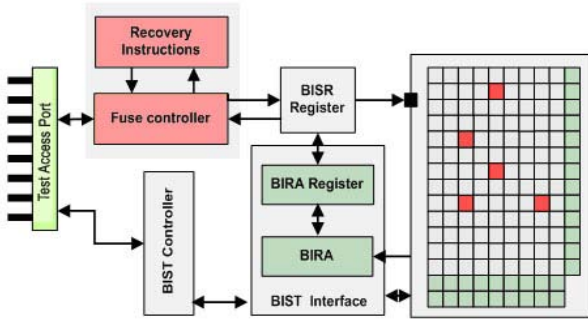 Recovery
Instructions
Fuse controller
BISR
Register
Test Access Port
BIRA Register
BIRA
BIST Controller
BIST Interface